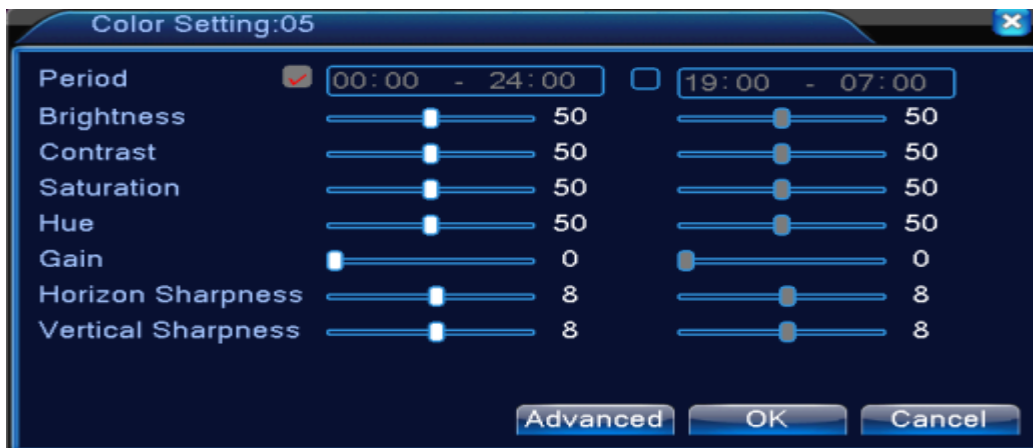 Color Setting:05
Period 00:00 - 24:00 19:00 - 07:00
Brightness 50 50
Contrast 50 50
Saturation 50 50
Hue 50 50
Gain 0 0
Horizon Sharpness 8 8
Vertical Sharpness 8 8
Advanced OK Cancel